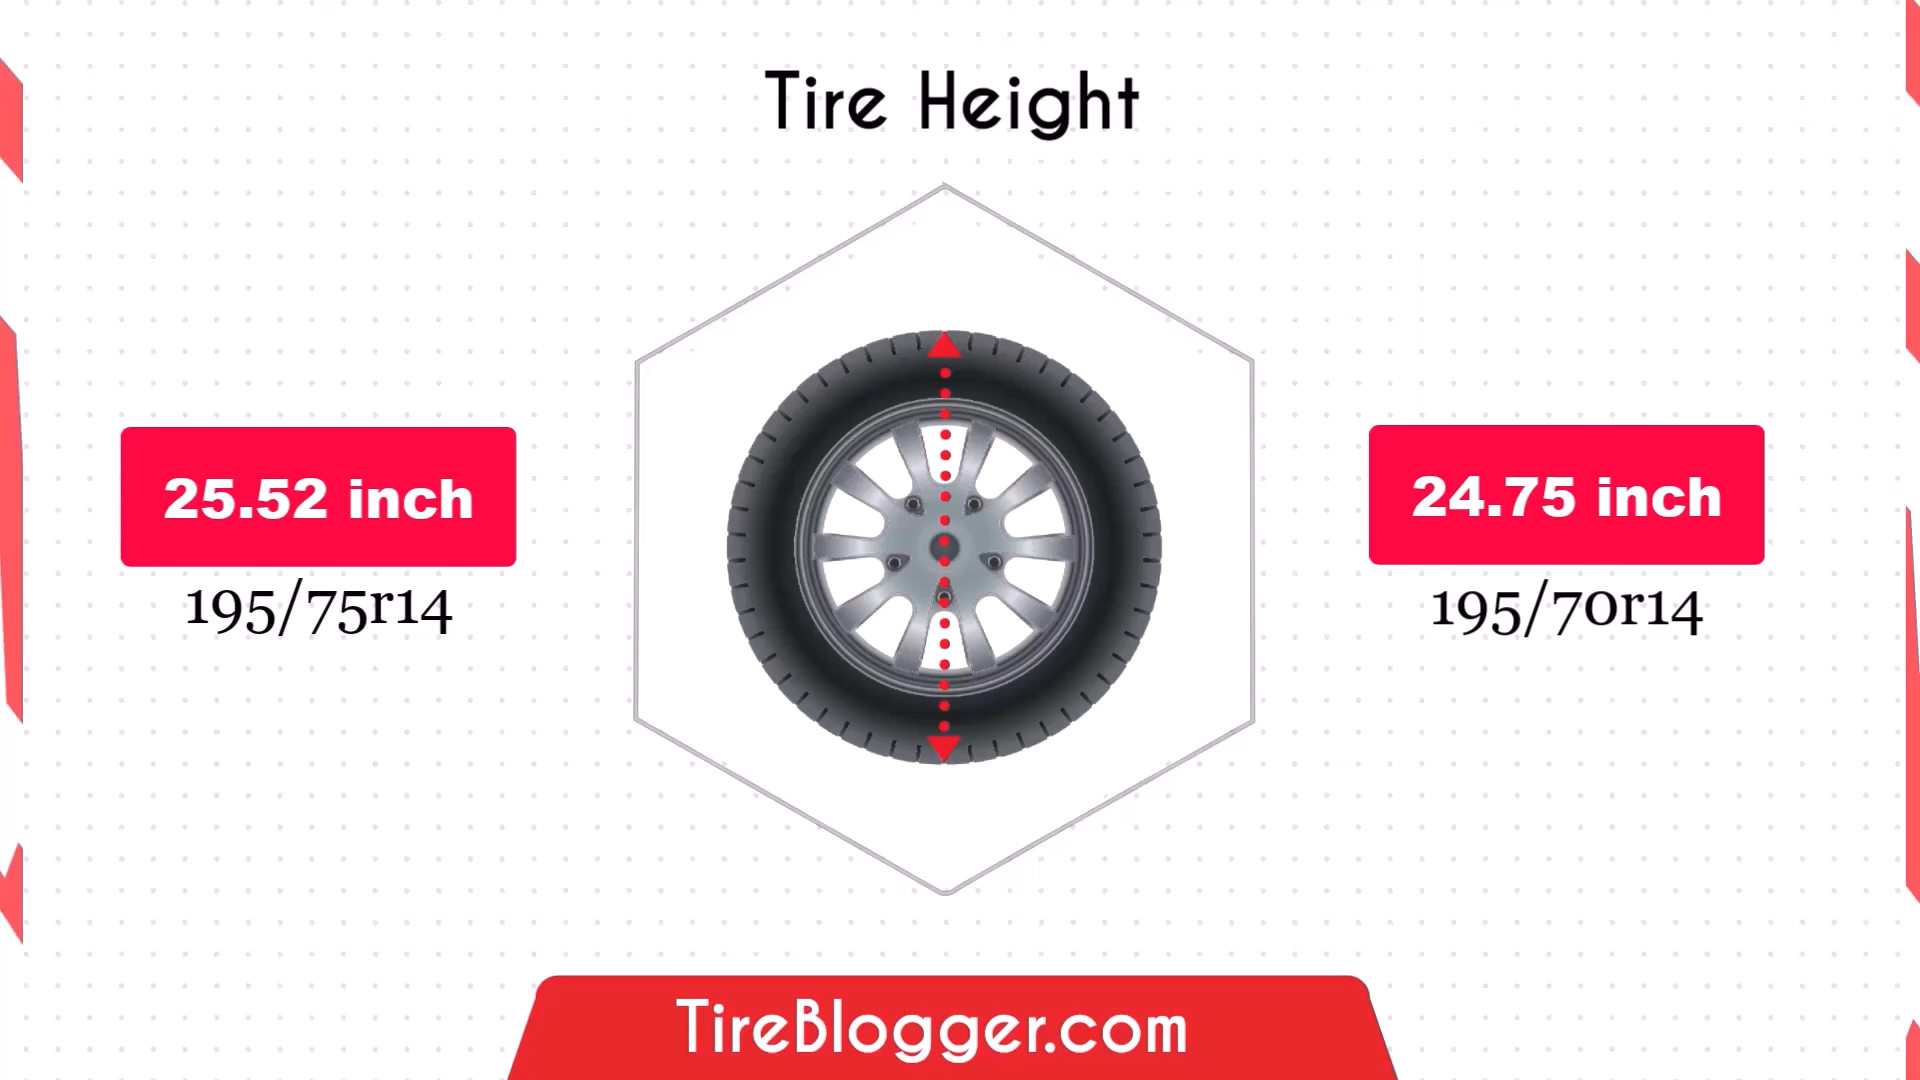 Tire Height
25.52 inch
195/75r14
24.75 inch
195/70r14
TireBlogger.com